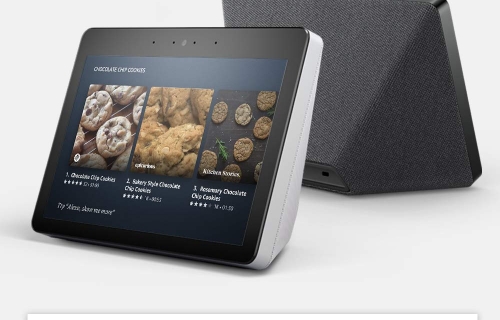 CHOCOLATE CHIP COOKIES
epicurious
Kitchen Stories
1. Chocolate Chip
Cookies
2. Bakery Style Chocolate
Chip Cookies
3. Rosemary Chocolate
Chip Cookies
Try "Alexa, show me more"